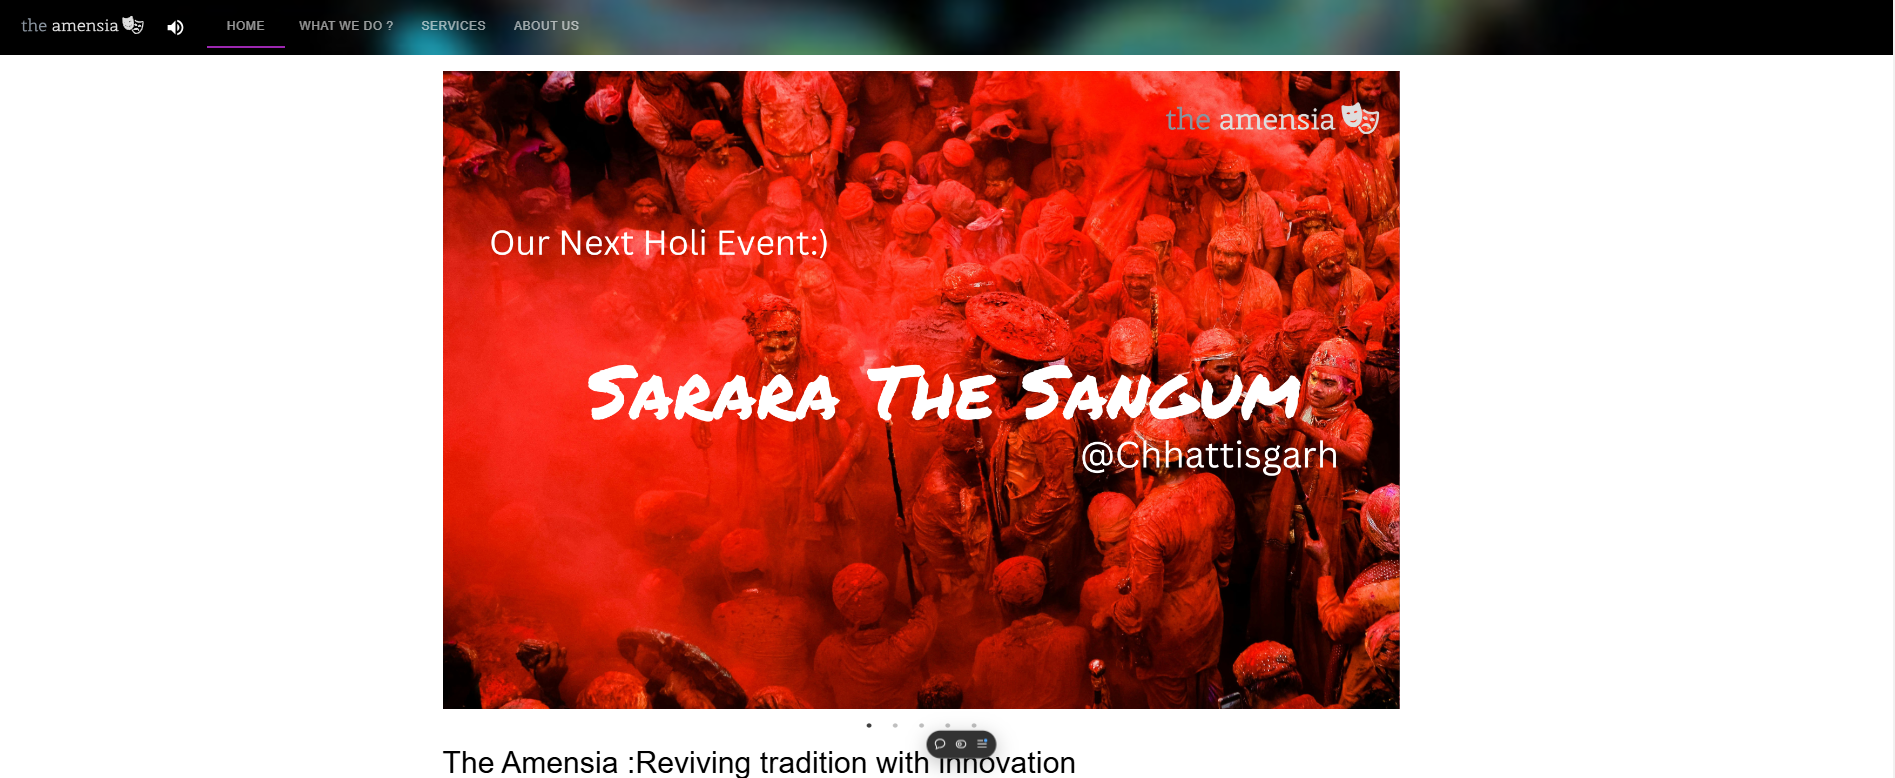 the amensia
HOME
WHAT WE DO ?
SERVICES
ABOUT US
the amensia
Our Next Holi Event:)
SARARA THE SANGUM
@Chhattisgarh
The Amensia :Reviving tradition with innovation